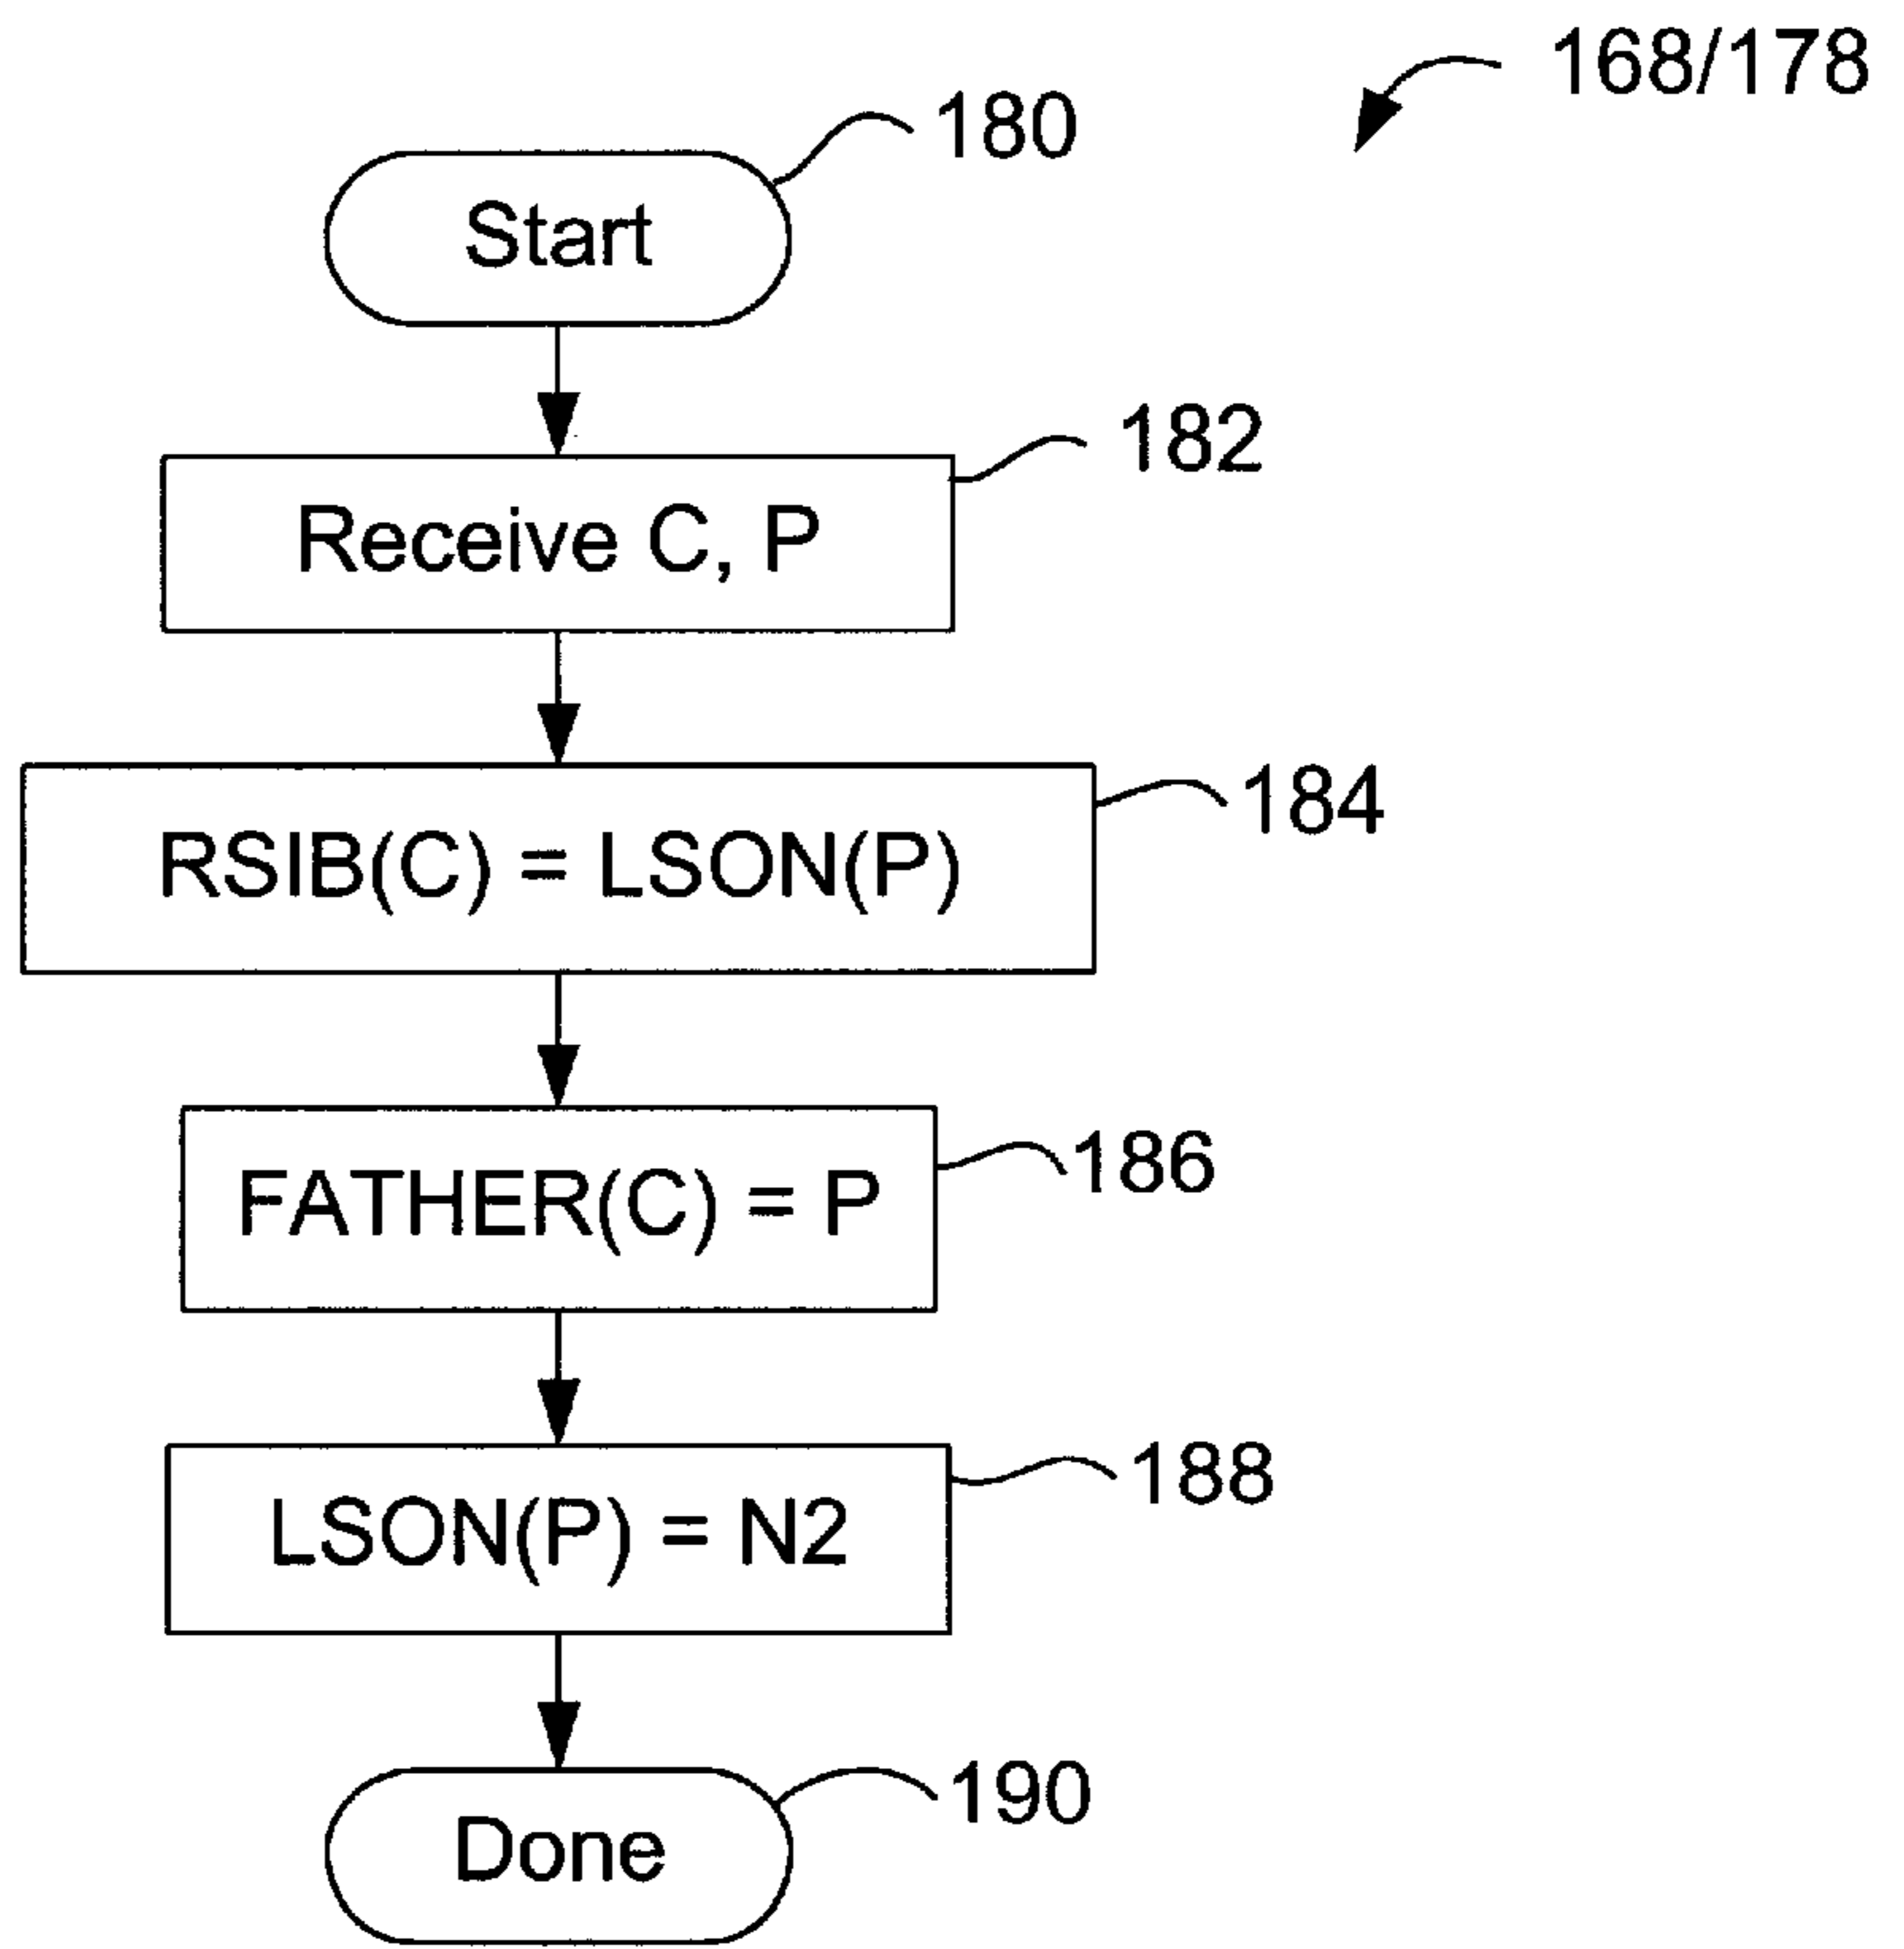 168/178
180
Start
182
Receive C, P
184
RSIB(C) = LSON(P)
186
FATHER(C) = P
188
LSON(P) = N2
190
Done